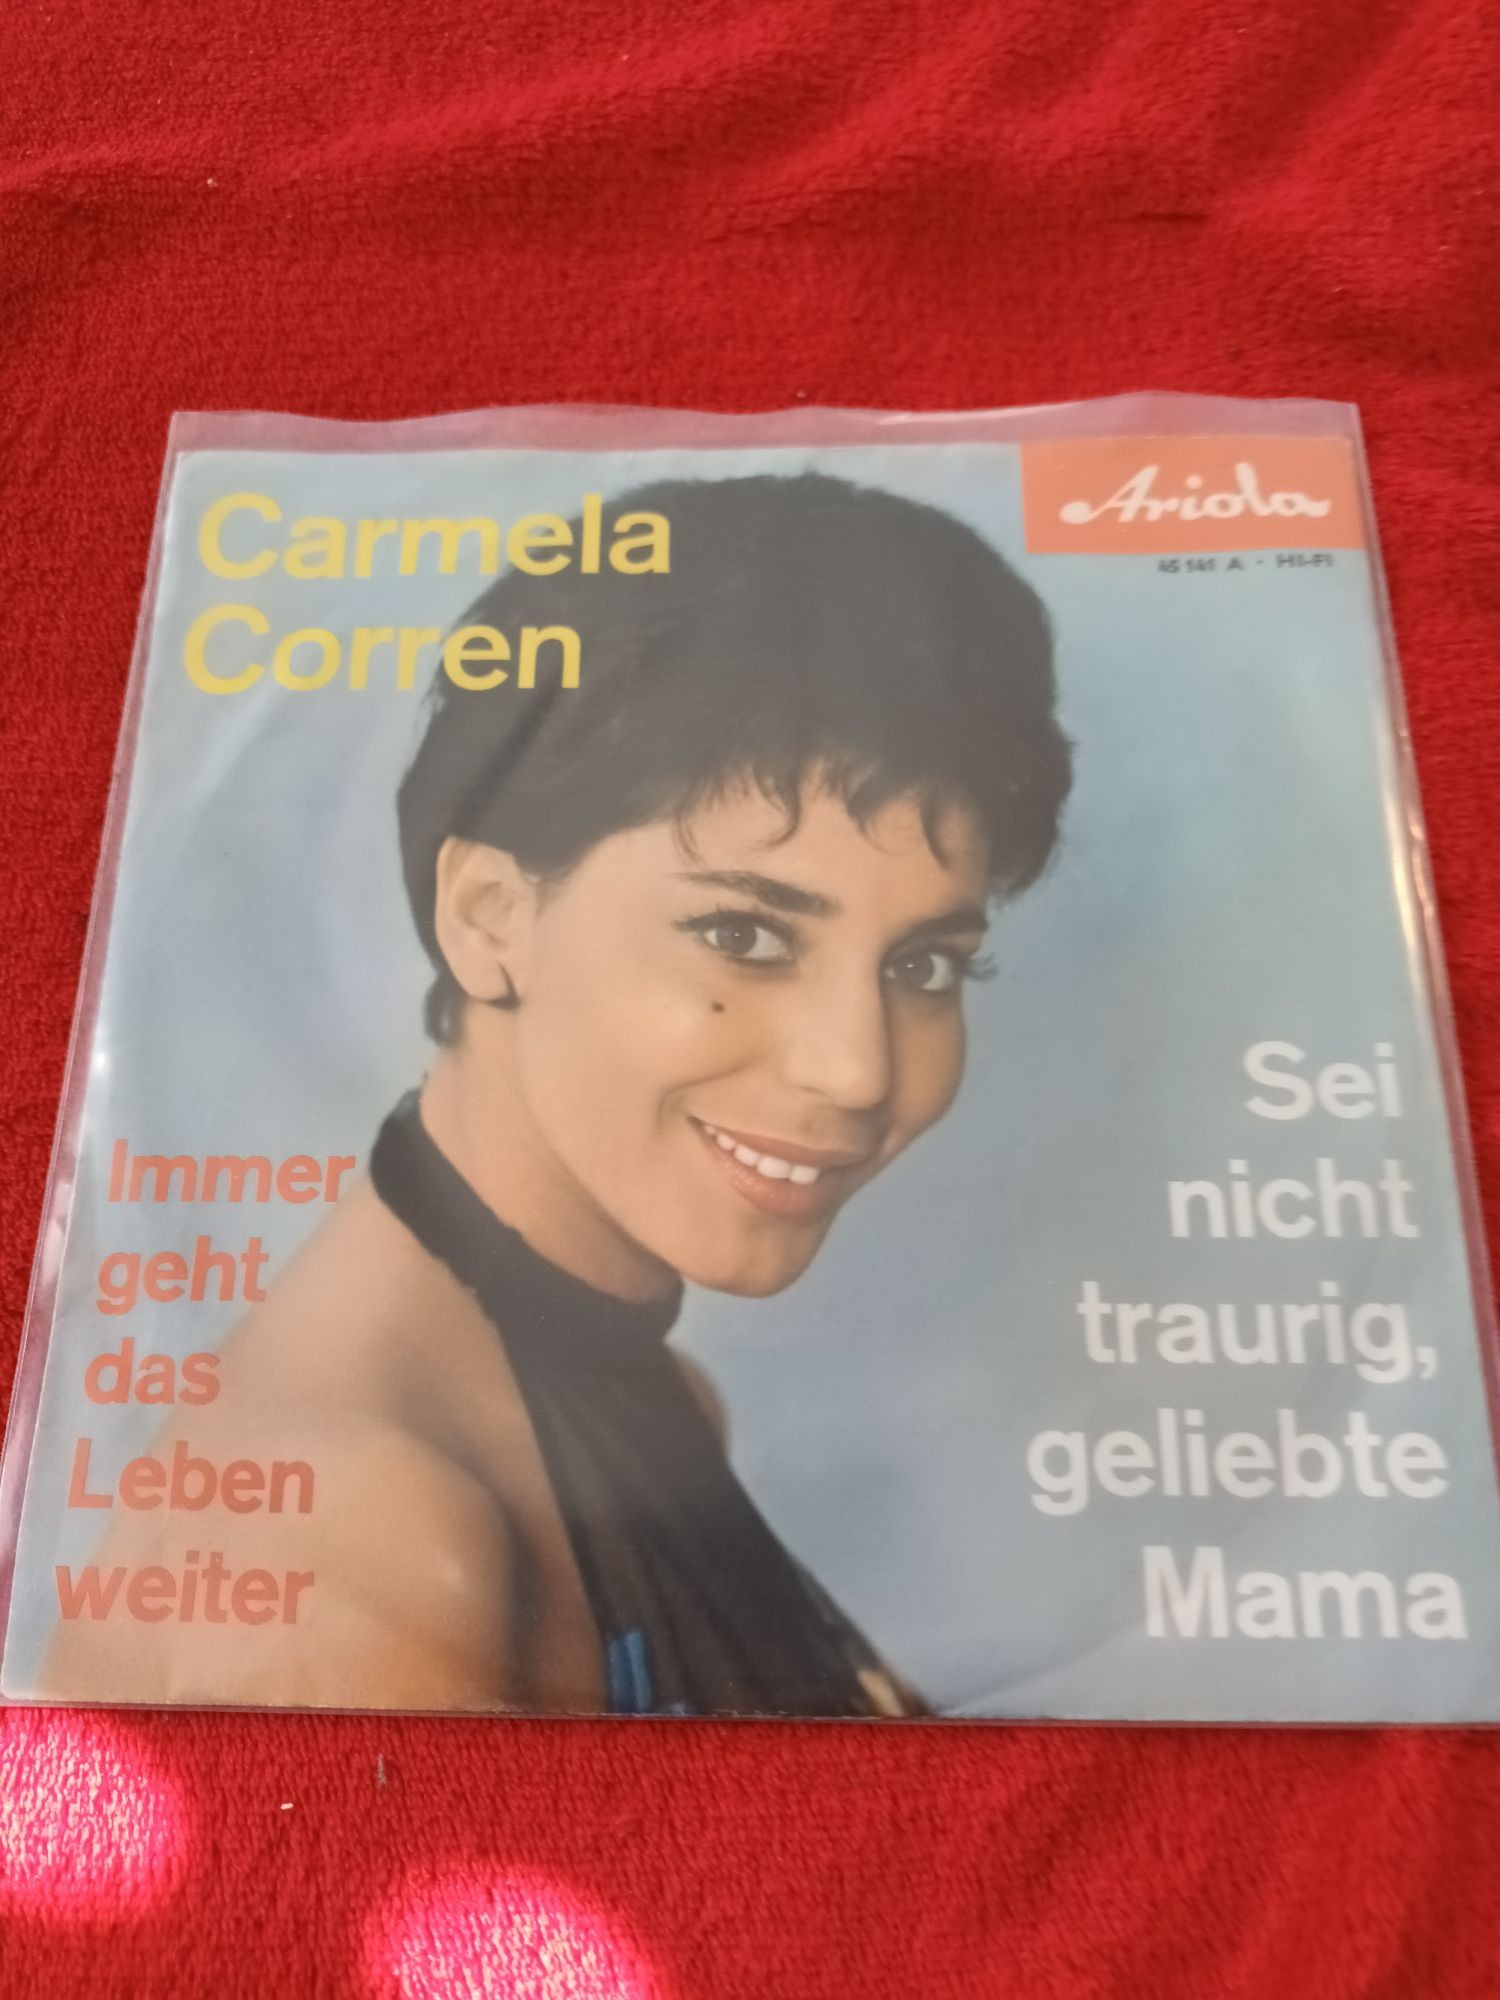 Carmela
Corren
Ariola
45 141 A · HI-FI
Immer
geht
das
Leben
weiter
Sei
nicht
traurig,
geliebte
Mama